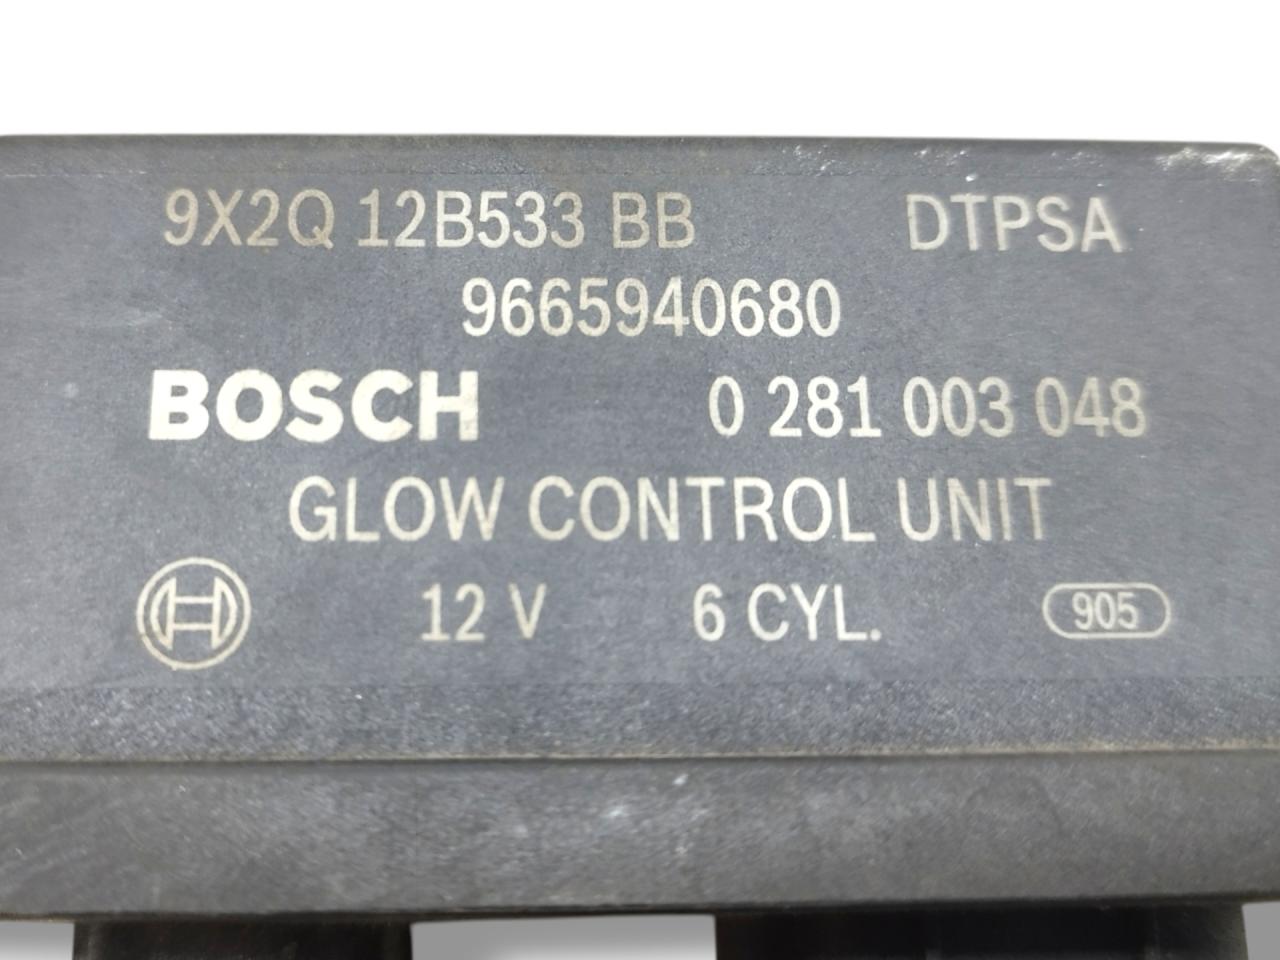 9X2Q 12B533 BB DTPSA
9665940680
BOSCH 0 281 003 048
GLOW CONTROL UNIT
12 V 6 CYL. 905